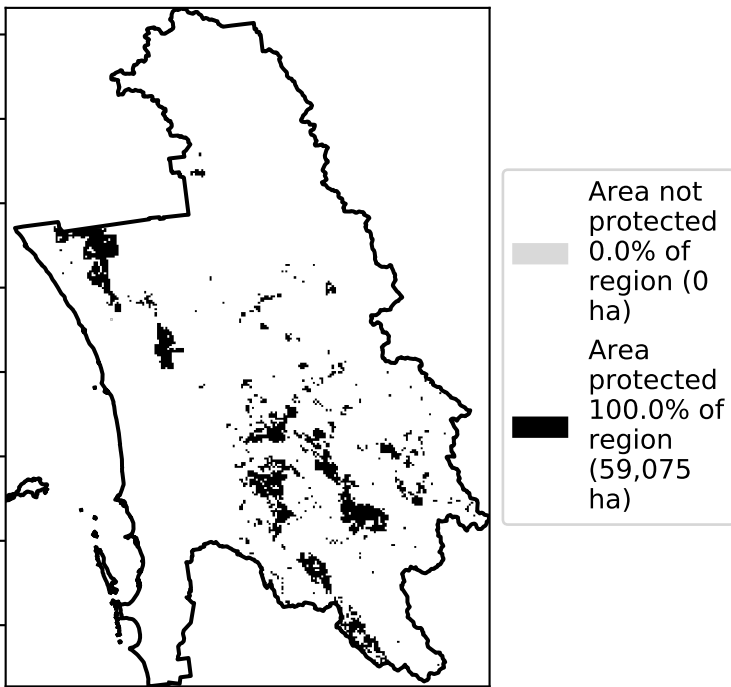 Area not
protected
0.0% of
region (0
ha)
Area
protected
100.0% of
region
(59,075
ha)